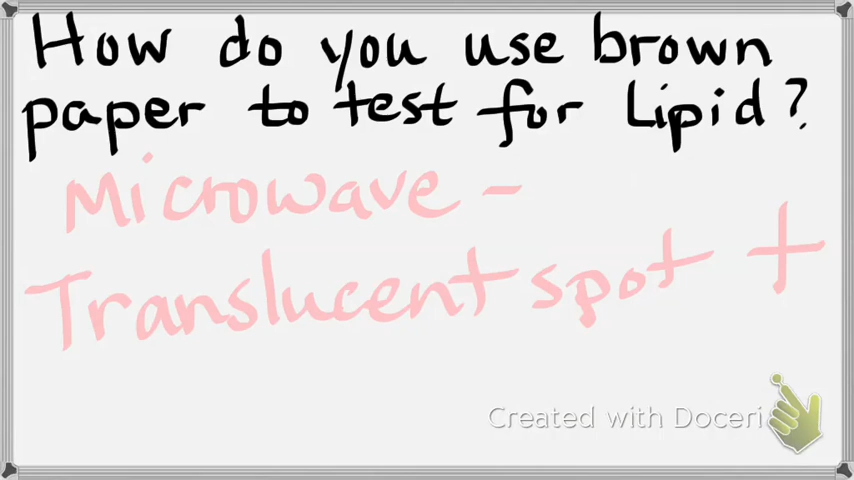 How do you use brown
paper to test for Lipid?
Microwave -
Translucent spot +
Created with Doceri